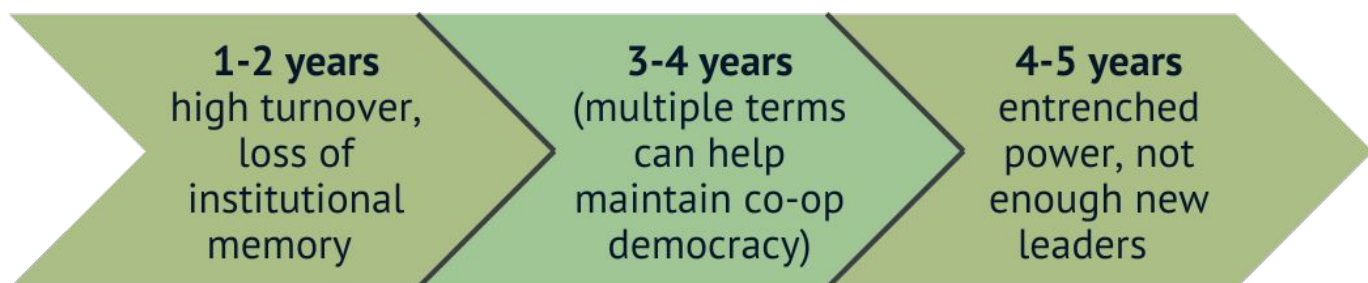 1-2 years
high turnover,
loss of
institutional
memory
3-4 years
(multiple terms
can help
maintain co-op
democracy)
4-5 years
entrenched
power, not
enough new
leaders